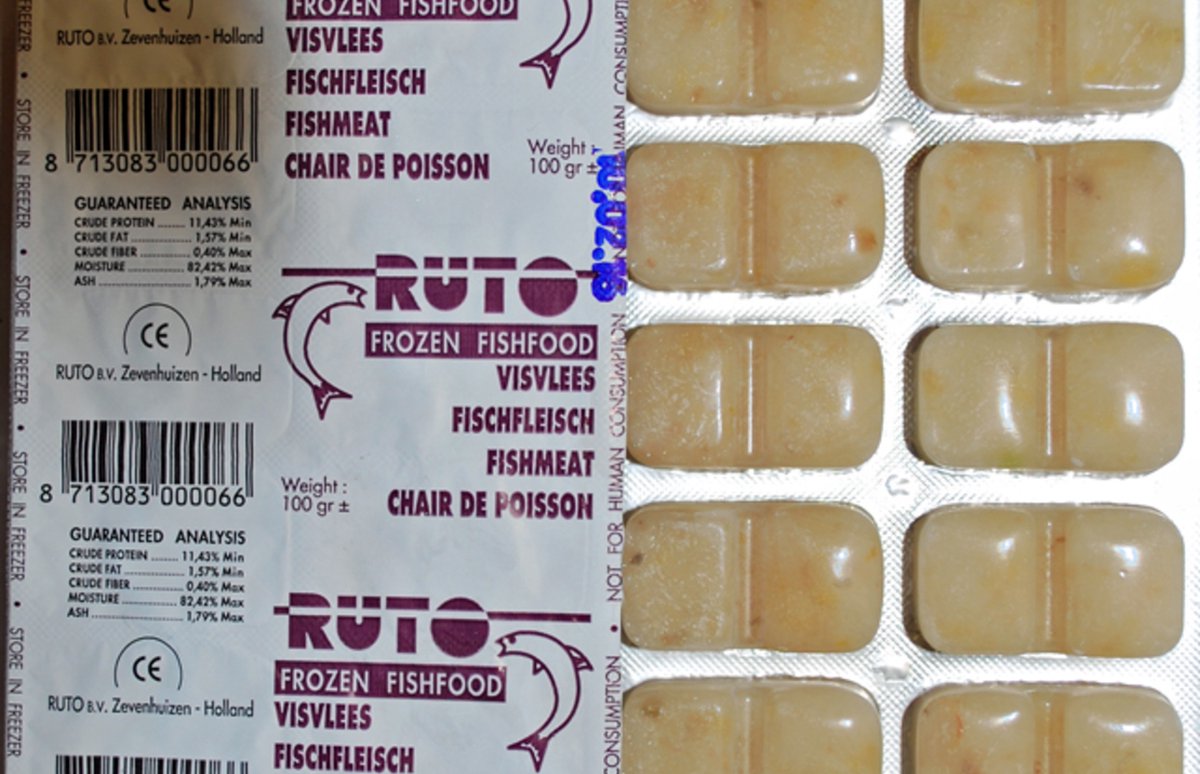 FROZEN FISHFOOD
RUTO B.V. Zevenhuizen - Holland
VISVLEES
FISCHFLEISCH
FISHMEAT
CHAIR DE POISSON
Weight
100 gr ±
8 713083 000066
GUARANTEED ANALYSIS
CRUDE PROTEIN ........ 11,43% Min
CRUDE FAT ........ 1,57% Min
CRUDE FIBER ........ 0,40% Max
MOISTURE ........ 82,42% Max
ASH ........ 1,79% Max
CE
RUTO B.V. Zevenhuizen - Holland
RUTO
FROZEN FISHFOOD
VISVLEES
FISCHFLEISCH
FISHMEAT
CHAIR DE POISSON
Weight :
100 gr ±
8 713083 000066
GUARANTEED ANALYSIS
CRUDE PROTEIN ........ 11,43% Min
CRUDE FAT ........ 1,57% Min
CRUDE FIBER ........ 0,40% Max
MOISTURE ........ 82,42% Max
ASH ........ 1,79% Max
CE
RUTO B.V. Zevenhuizen - Holland
RUTO
FROZEN FISHFOOD
VISVLEES
FISCHFLEISCH
FREEZER • STORE IN FREEZER • STORE IN FREEZER • STORE IN FREEZER • STORE IN FREEZER
CONSUMPTION • NOT FOR HUMAN CONSUMPTION
HUMAN CONSUMPTION